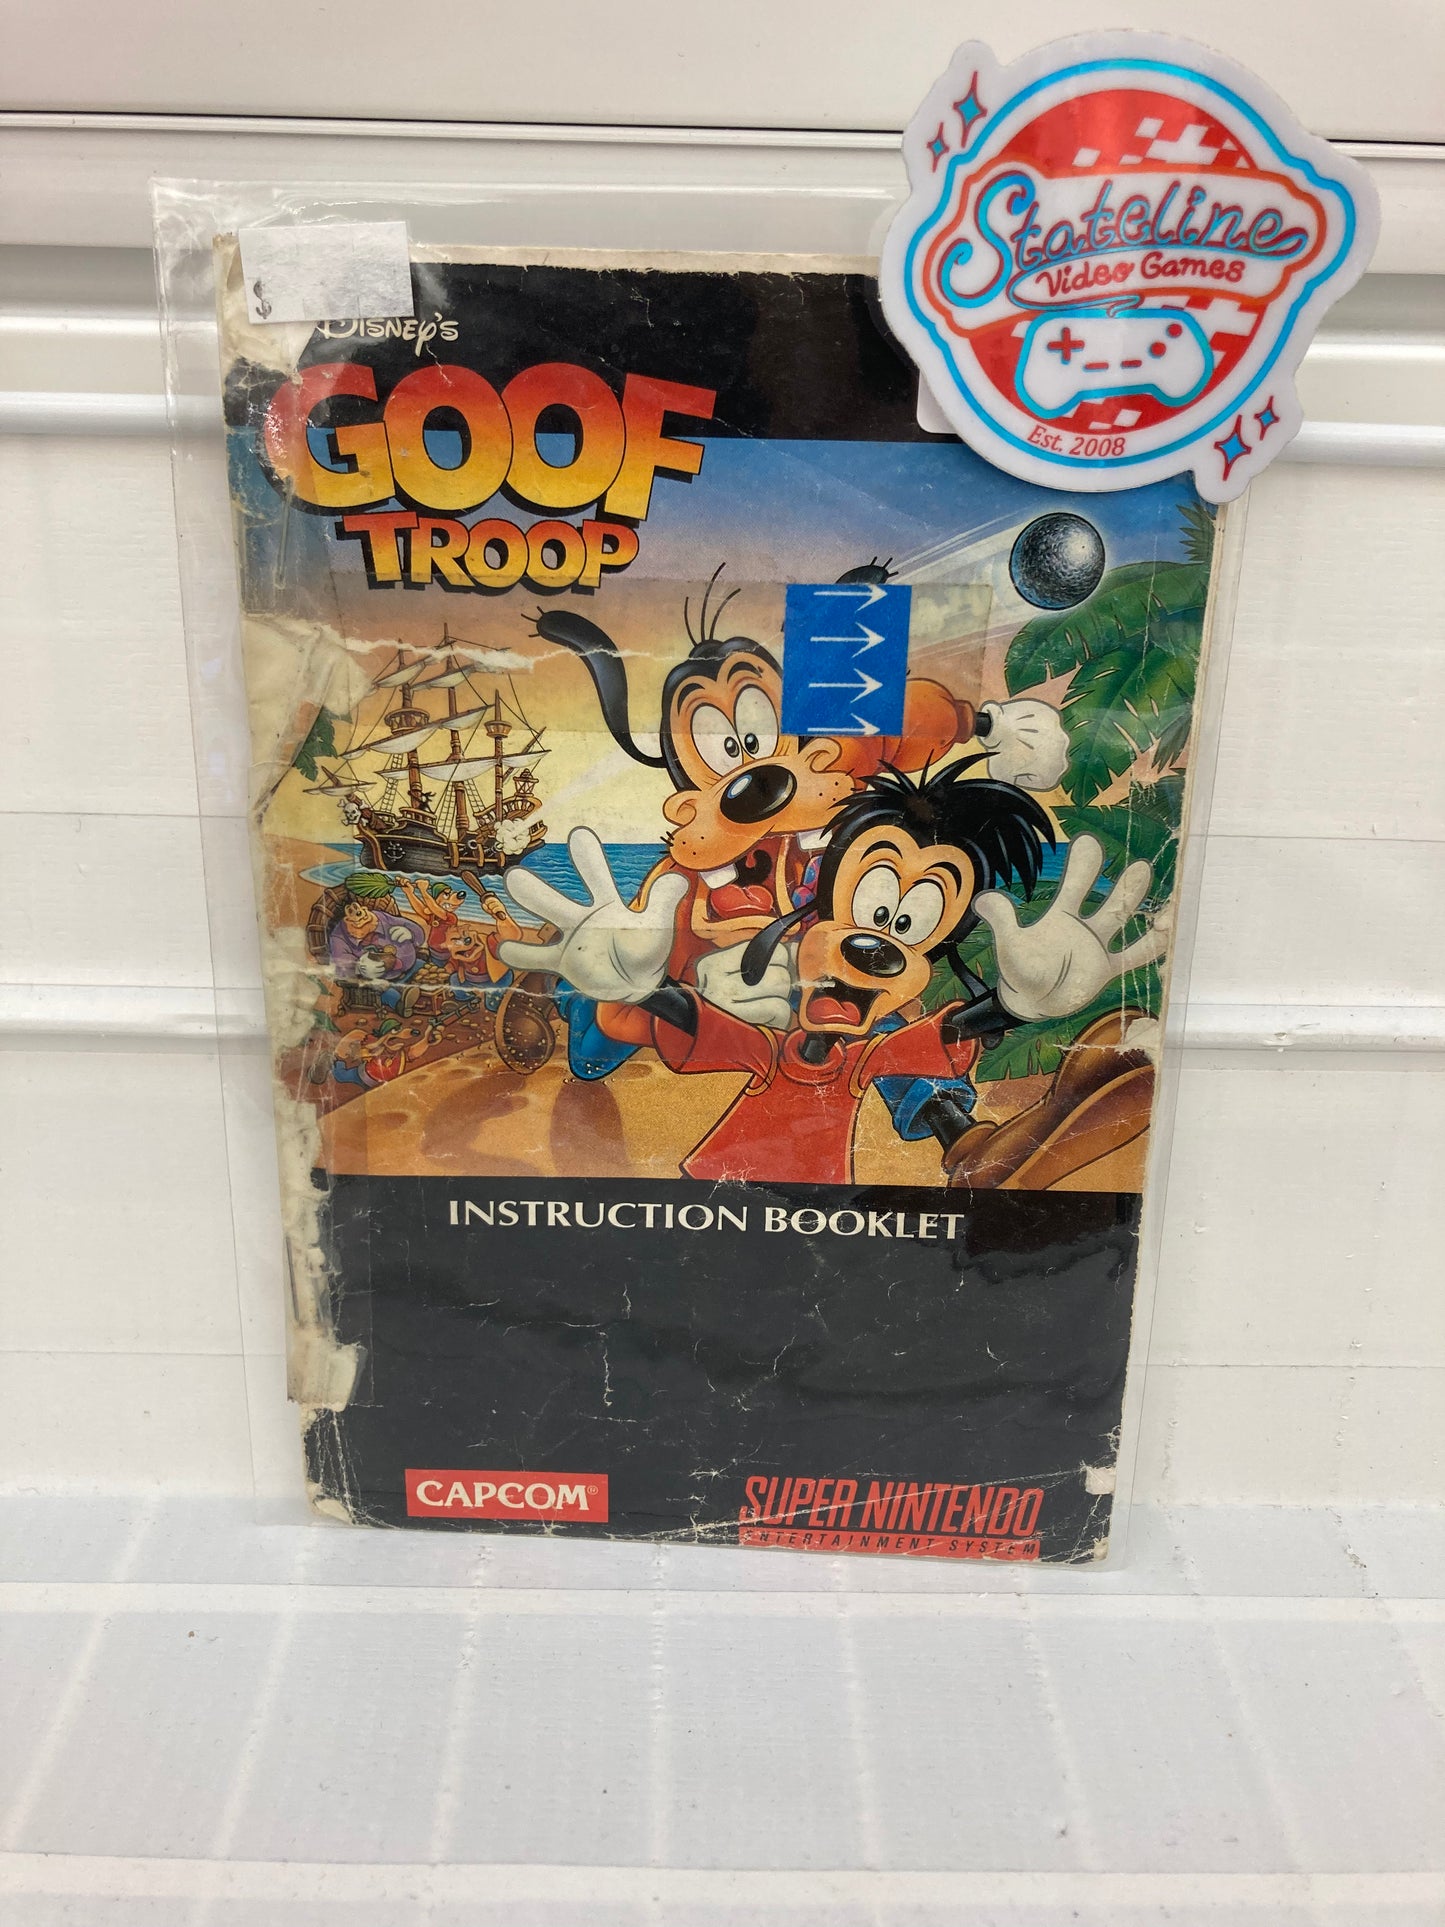 Stateline
Video Games
Est. 2008
$
DISNEY'S
GOOF
TROOP
INSTRUCTION BOOKLET
CAPCOM®
SUPER NINTENDO
ENTERTAINMENT SYSTEM